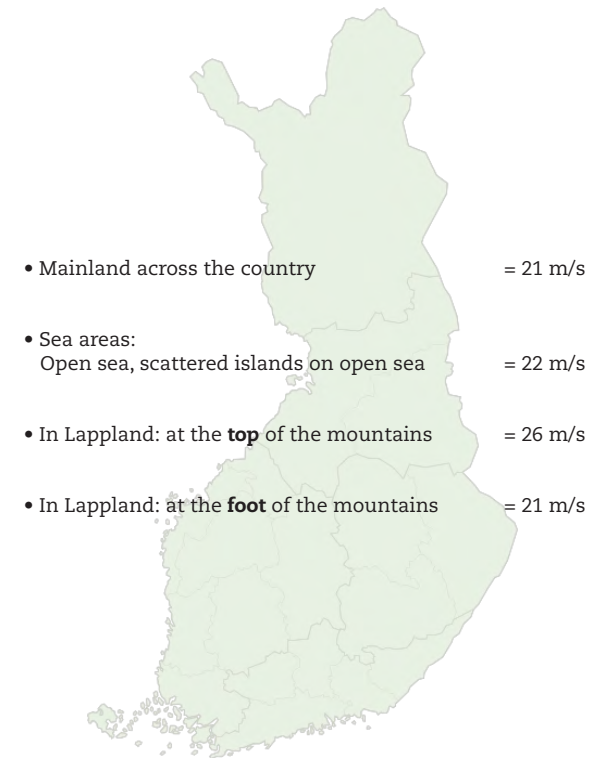 • Mainland across the country = 21 m/s
• Sea areas:
Open sea, scattered islands on open sea = 22 m/s
• In Lappland: at the top of the mountains = 26 m/s
• In Lappland: at the foot of the mountains = 21 m/s